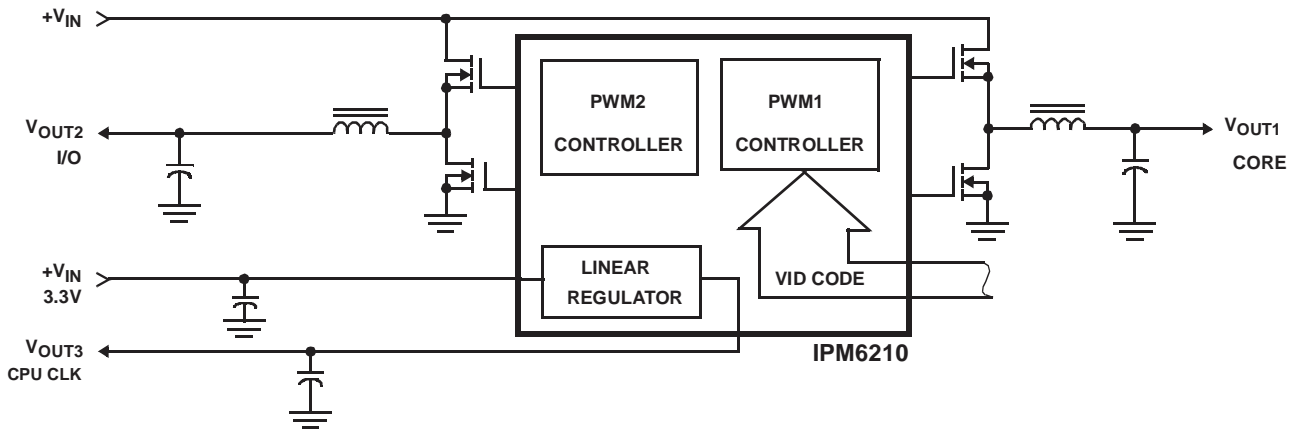 +VIN
PWM2
CONTROLLER
PWM1
CONTROLLER
VOUT2
I/O
VOUT1
CORE
+VIN
3.3V
LINEAR
REGULATOR
VID CODE
VOUT3
CPU CLK
IPM6210